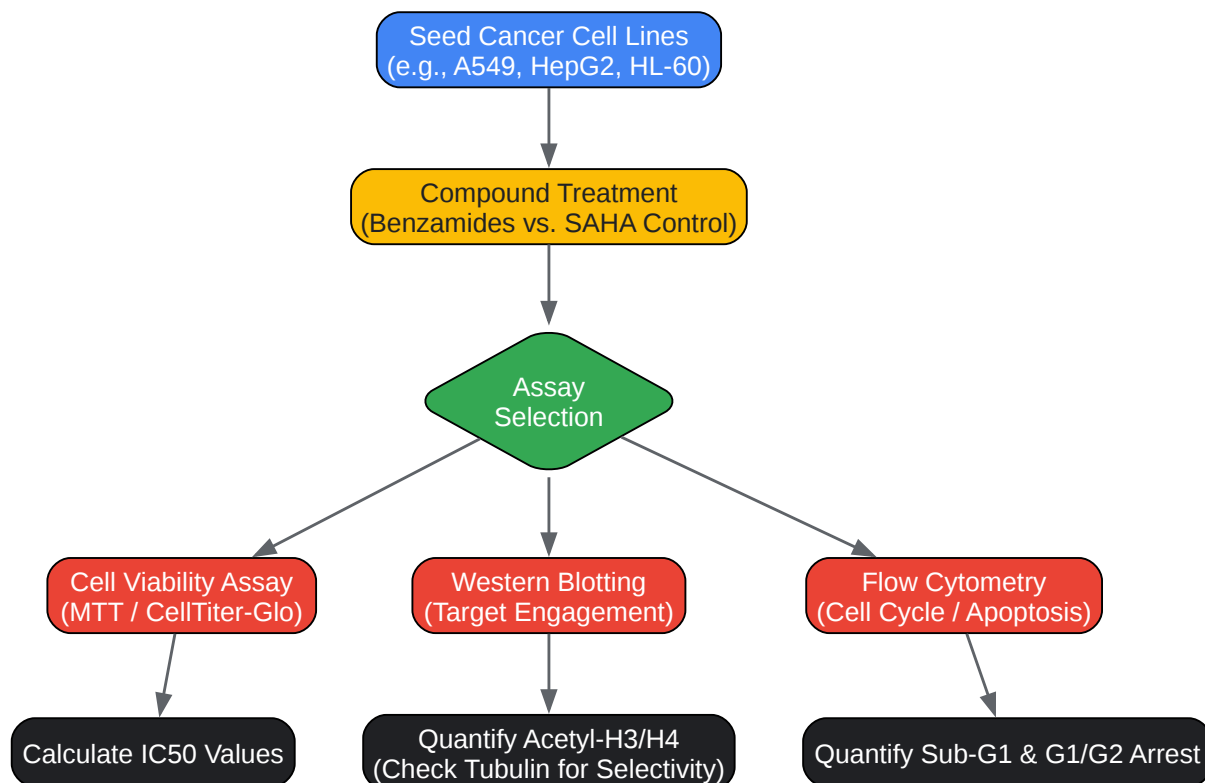 Seed Cancer Cell Lines
(e.g., A549, HepG2, HL-60)
Compound Treatment
(Benzamides vs. SAHA Control)
Assay
Selection
Cell Viability Assay
(MTT / CellTiter-Glo)
Western Blotting
(Target Engagement)
Flow Cytometry
(Cell Cycle / Apoptosis)
Calculate IC50 Values
Quantify Acetyl-H3/H4
(Check Tubulin for Selectivity)
Quantify Sub-G1 & G1/G2 Arrest